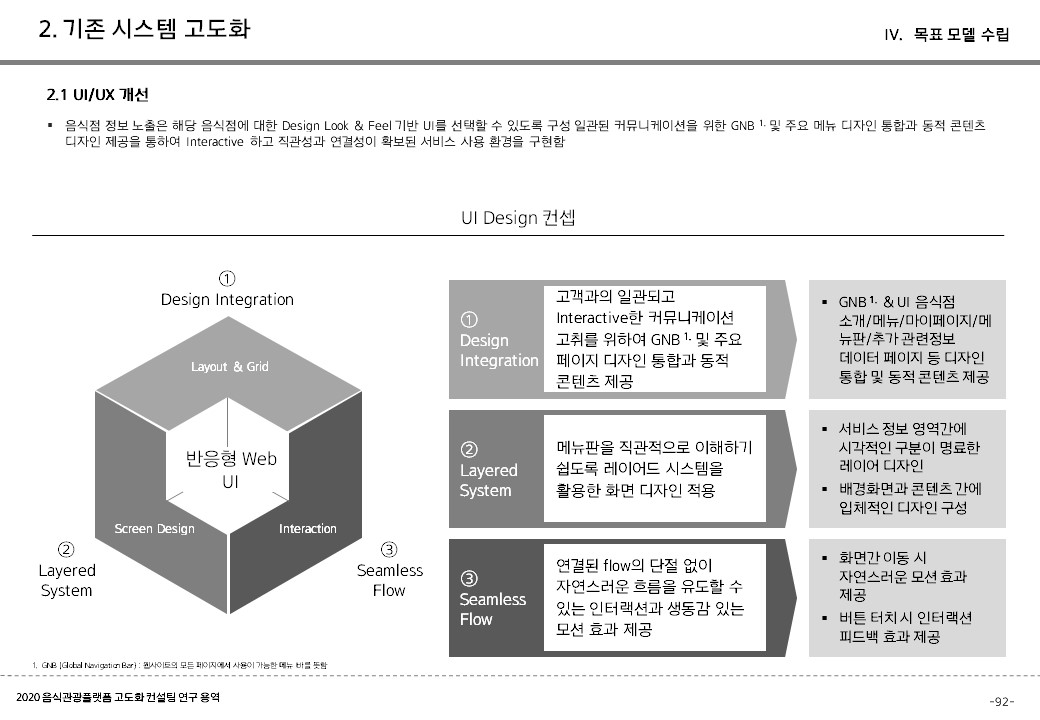 2. 기존 시스템 고도화
IV. 목표 모델 수립
2.1 UI/UX 개선
▪ 음식점 정보 노출은 해당 음식점에 대한 Design Look & Feel 기반 UI를 선택할 수 있도록 구성 일관된 커뮤니케이션을 위한 GNB 1. 및 주요 메뉴 디자인 통합과 동적 콘텐츠
디자인 제공을 통하여 Interactive 하고 직관성과 연결성이 확보된 서비스 사용 환경을 구현함
UI Design 컨셉
①
Design Integration
Layout & Grid
반응형 Web
UI
Screen Design
Interaction
②
Layered
System
③
Seamless
Flow
①
Design
Integration
고객과의 일관되고
Interactive한 커뮤니케이션
고취를 위하여 GNB 1. 및 주요
페이지 디자인 통합과 동적
콘텐츠 제공
▪ GNB 1. & UI 음식점
소개/메뉴/마이페이지/메
뉴판/추가 관련정보
데이터 페이지 등 디자인
통합 및 동적 콘텐츠 제공
②
Layered
System
메뉴판을 직관적으로 이해하기
쉽도록 레이어드 시스템을
활용한 화면 디자인 적용
▪ 서비스 정보 영역간에
시각적인 구분이 명료한
레이어 디자인
▪ 배경화면과 콘텐츠 간에
입체적인 디자인 구성
③
Seamless
Flow
연결된 flow의 단절 없이
자연스러운 흐름을 유도할 수
있는 인터랙션과 생동감 있는
모션 효과 제공
▪ 화면간 이동 시
자연스러운 모션 효과
제공
▪ 버튼 터치 시 인터랙션
피드백 효과 제공
1. GNB (Global Navigation Bar) : 웹사이트의 모든 페이지에서 사용이 가능한 메뉴 바를 뜻함
2020 음식관광플랫폼 고도화 컨설팅 연구 용역
-92-